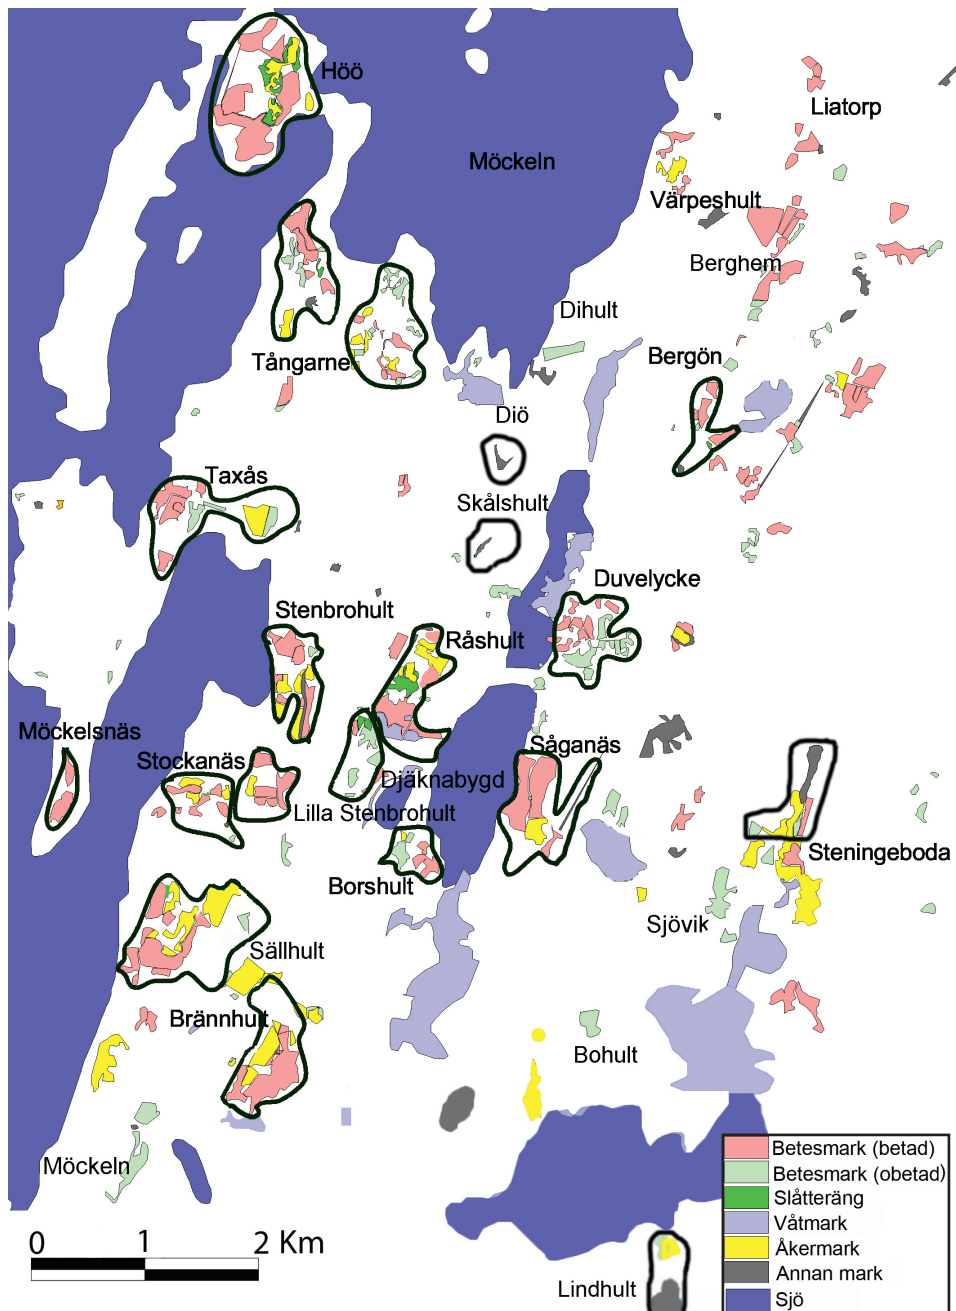 Höö
Liatorp
Möckeln
Värpeshult
Berghem
Dihult
Bergön
Tångarne
Diö
Taxås
Skålshult
Duvelycke
Stenbrohult
Råshult
Möckelsnäs
Såganäs
Stockanäs
Djäknabygd
Lilla Stenbrohult
Steningeboda
Borshult
Sjövik
Sällhult
Brännhult
Bohult
Möckeln
Betesmark (betad)
Betesmark (obetad)
Slåtteräng
Våtmark
Åkermark
Annan mark
Sjö
0 1 2 Km
Lindhult